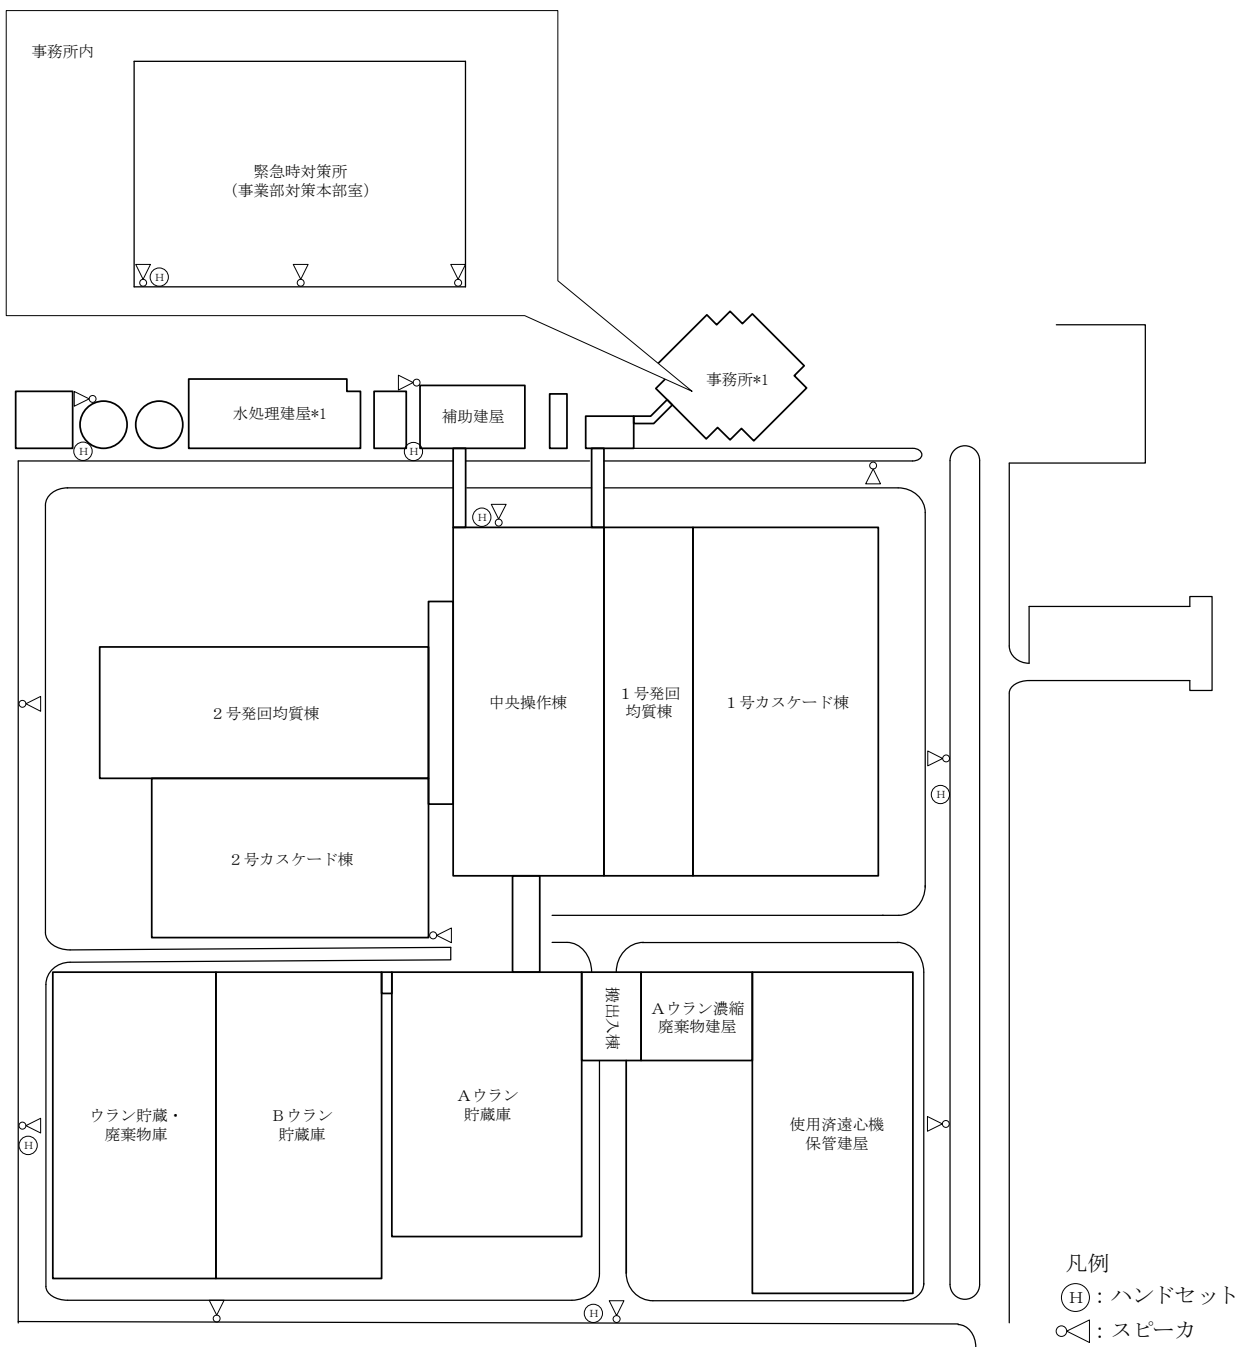 事務所内
緊急時対策所
（事業部対策本部室）
H
事務所*1
水処理建屋*1
補助建屋
H
H
H
中央操作棟
１号発回
均質棟
１号カスケード棟
２号発回均質棟
H
２号カスケード棟
搬出入棟
Aウラン濃縮
廃棄物建屋
Aウラン
貯蔵庫
ウラン貯蔵・
廃棄物庫
Bウラン
貯蔵庫
使用済遠心機
保管建屋
H
H
凡例
H：ハンドセット
：スピーカ